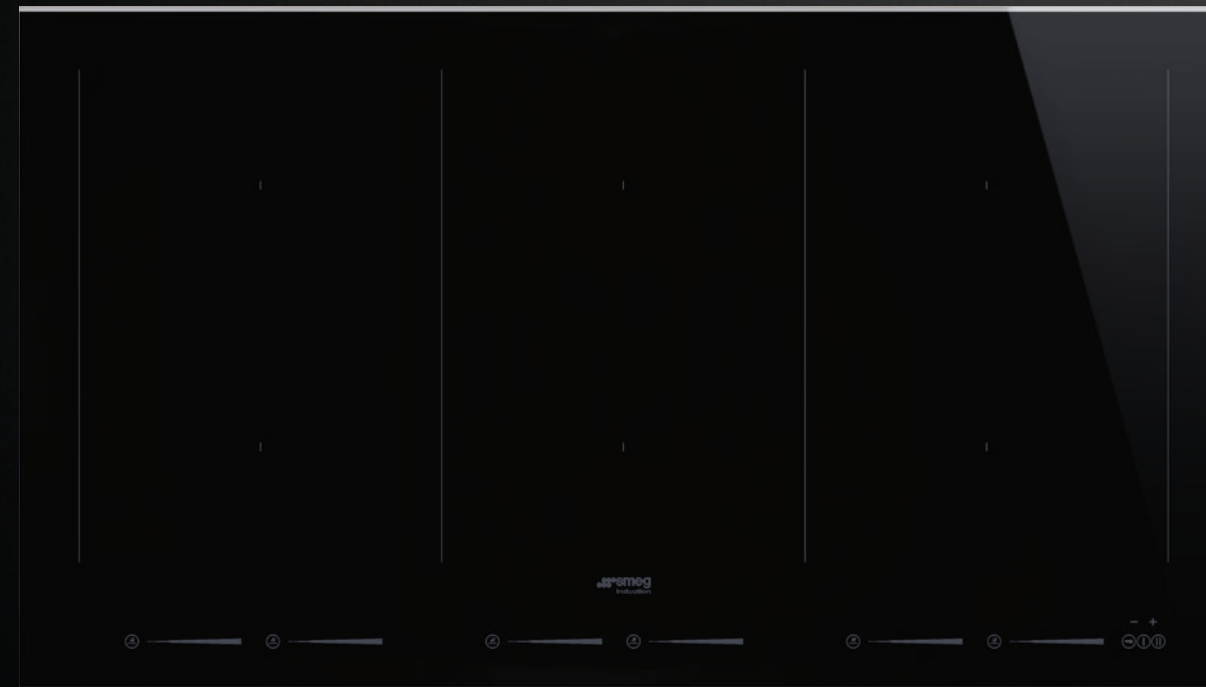 smeg
induction
− +